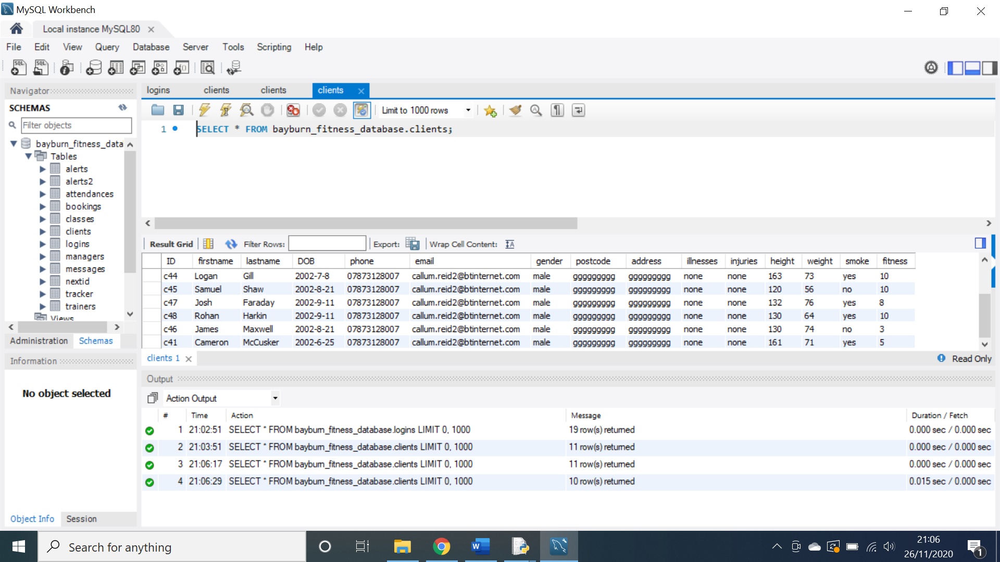 MySQL Workbench
Local instance MySQL80
File Edit View Query Database Server Tools Scripting Help
Navigator
SCHEMAS
Filter objects
bayburn_fitness_data
Tables
alerts
alerts2
attendances
bookings
classes
clients
logins
managers
messages
nextid
tracker
trainers
Views
Administration Schemas
Information
No object selected
Object Info Session
logins clients clients clients
Limit to 1000 rows
1 SELECT * FROM bayburn_fitness_database.clients;
Result Grid Filter Rows: Export: Wrap Cell Content:
ID firstname lastname DOB phone email gender postcode address illnesses injuries height weight smoke fitness
c44 Logan Gill 2002-7-8 07873128007 callum.reid2@btinternet.com male ggggggggg ggggggggg none none 163 73 yes 10
c45 Samuel Shaw 2002-8-21 07873128007 callum.reid2@btinternet.com male ggggggggg ggggggggg none none 120 56 no 10
c47 Josh Faraday 2002-9-11 07873128007 callum.reid2@btinternet.com male ggggggggg ggggggggg none none 132 76 yes 8
c48 Rohan Harkin 2002-9-11 07873128007 callum.reid2@btinternet.com male ggggggggg ggggggggg none none 130 64 yes 10
c46 James Maxwell 2002-8-21 07873128007 callum.reid2@btinternet.com male ggggggggg ggggggggg none none 130 74 no 3
c41 Cameron McCusker 2002-6-25 07873128007 callum.reid2@btinternet.com male ggggggggg ggggggggg none none 161 71 yes 5
clients 1
Read Only
Output
Action Output
# Time Action Message Duration / Fetch
1 21:02:51 SELECT * FROM bayburn_fitness_database.logins LIMIT 0, 1000 19 row(s) returned 0.000 sec / 0.000 sec
2 21:03:51 SELECT * FROM bayburn_fitness_database.clients LIMIT 0, 1000 11 row(s) returned 0.000 sec / 0.000 sec
3 21:06:17 SELECT * FROM bayburn_fitness_database.clients LIMIT 0, 1000 11 row(s) returned 0.000 sec / 0.000 sec
4 21:06:29 SELECT * FROM bayburn_fitness_database.clients LIMIT 0, 1000 10 row(s) returned 0.015 sec / 0.000 sec
Search for anything
21:06
26/11/2020
1